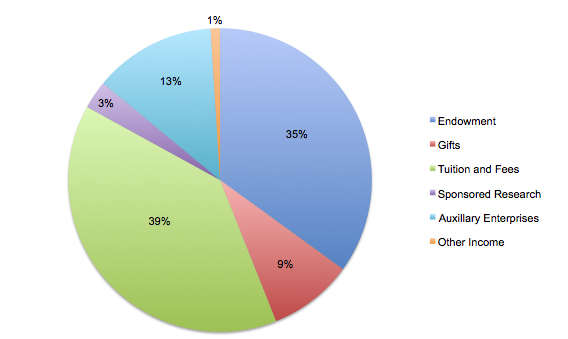 1%
13%
3%
35%
39%
9%
Endowment
Gifts
Tuition and Fees
Sponsored Research
Auxillary Enterprises
Other Income